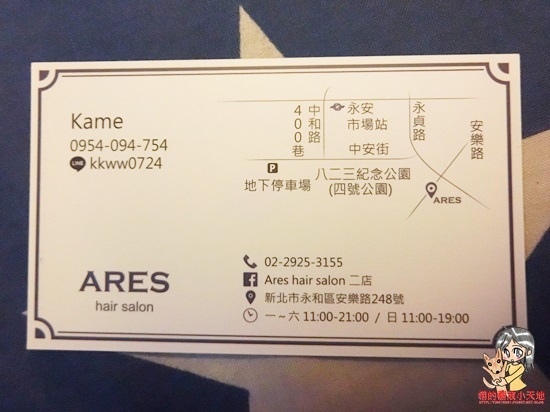 Kame
0954-094-754
LINE kkww0724
中和路
400巷
永安
市場站
中安街
永貞路
安樂路
P
地下停車場
八二三紀念公園
(四號公園)
ARES
ARES
hair salon
02-2925-3155
Ares hair salon 二店
新北市永和區安樂路248號
一~六 11:00-21:00 / 日 11:00-19:00